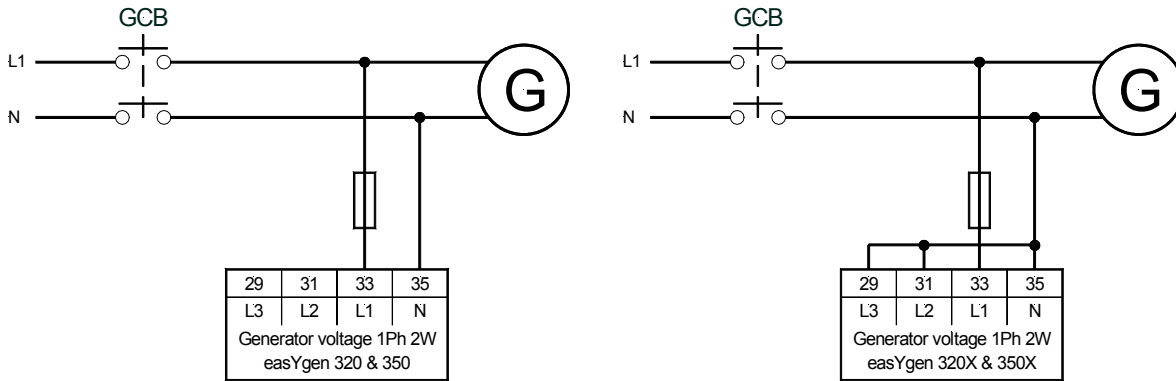 GCB
L1
N
G
29 31 33 35
L3 L2 L1 N
Generator voltage 1Ph 2W
easYgen 320 & 350
GCB
L1
N
G
29 31 33 35
L3 L2 L1 N
Generator voltage 1Ph 2W
easYgen 320X & 350X